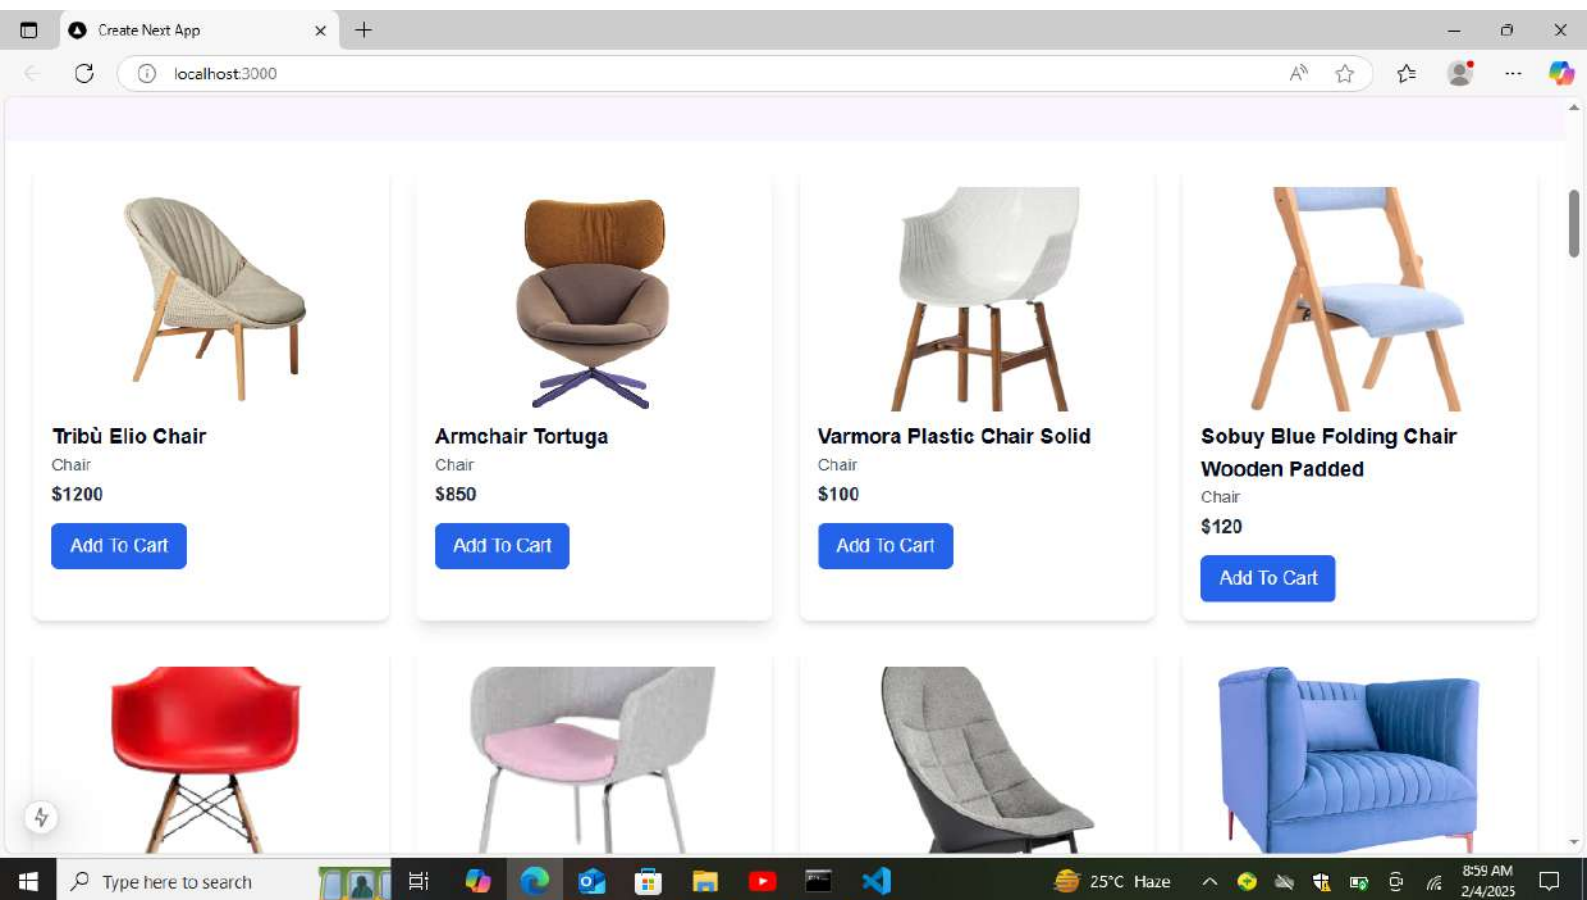 Create Next App
localhost:3000
Tribù Elio Chair
Chair
$1200
Add To Cart
Armchair Tortuga
Chair
$850
Add To Cart
Varmora Plastic Chair Solid
Chair
$100
Add To Cart
Sobuy Blue Folding Chair
Wooden Padded
Chair
$120
Add To Cart
Type here to search
25°C Haze
8:59 AM
2/4/2025